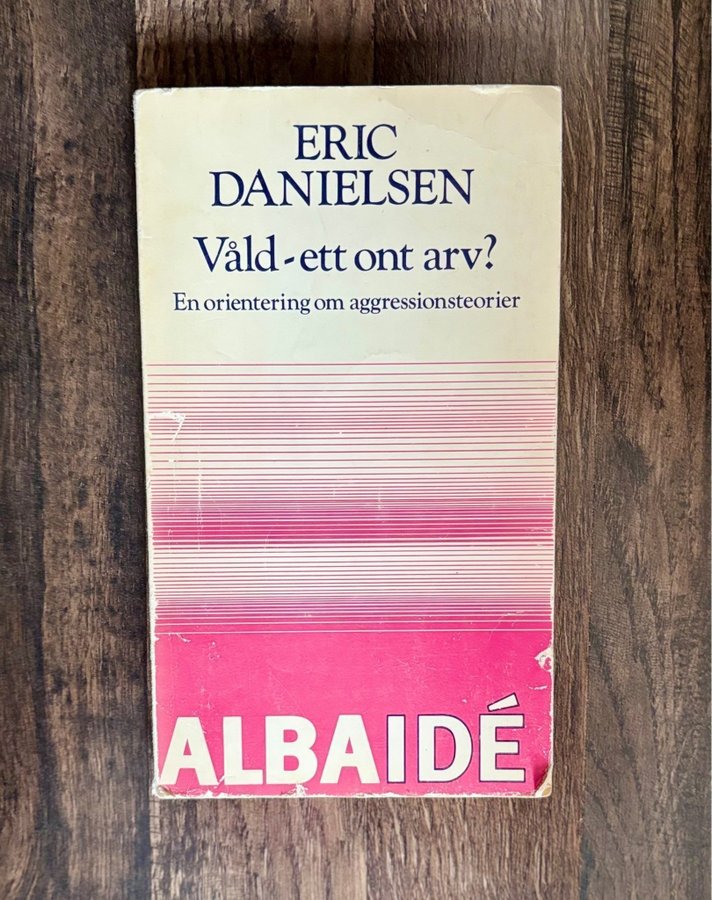 ERIC
DANIELSEN
Våld - ett ont arv?
En orientering om aggressionsteorier
ALBAIDÉ